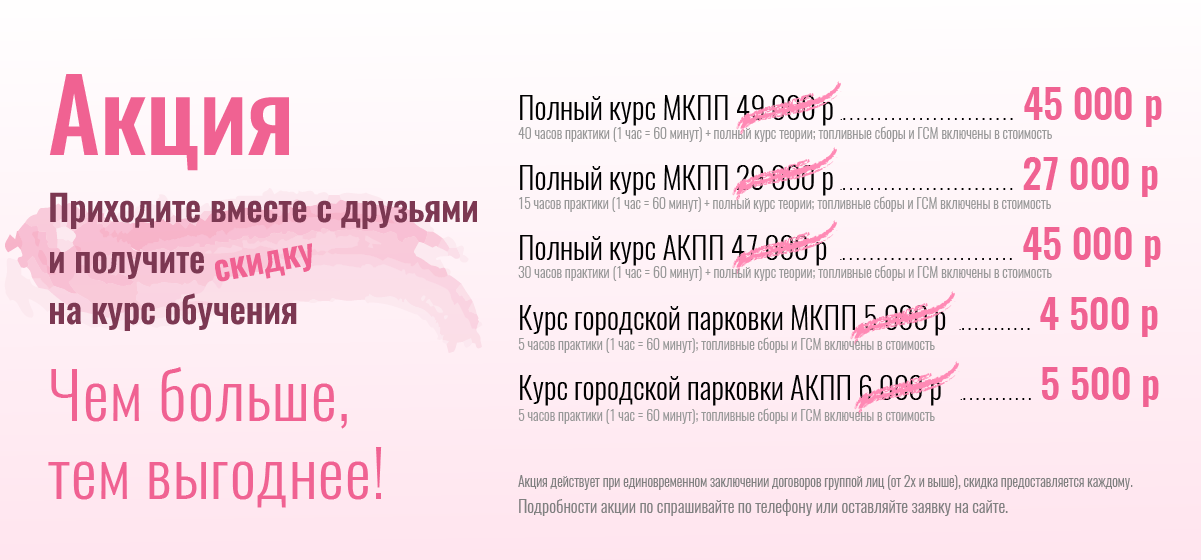 Акция
Приходите вместе с друзьями
и получите скидку
на курс обучения
Чем больше,
тем выгоднее!
Полный курс МКПП 49 000 р 45 000 р
40 часов практики (1 час = 60 минут) + полный курс теории; топливные сборы и ГСМ включены в стоимость
Полный курс МКПП 29 000 р 27 000 р
15 часов практики (1 час = 60 минут) + полный курс теории; топливные сборы и ГСМ включены в стоимость
Полный курс АКПП 47 000 р 45 000 р
30 часов практики (1 час = 60 минут) + полный курс теории; топливные сборы и ГСМ включены в стоимость
Курс городской парковки МКПП 5 000 р 4 500 р
5 часов практики (1 час = 60 минут); топливные сборы и ГСМ включены в стоимость
Курс городской парковки АКПП 6 000 р 5 500 р
5 часов практики (1 час = 60 минут); топливные сборы и ГСМ включены в стоимость
Акция действует при единовременном заключении договоров группой лиц (от 2х и выше), скидка предоставляется каждому.
Подробности акции по спрашивайте по телефону или оставляйте заявку на сайте.